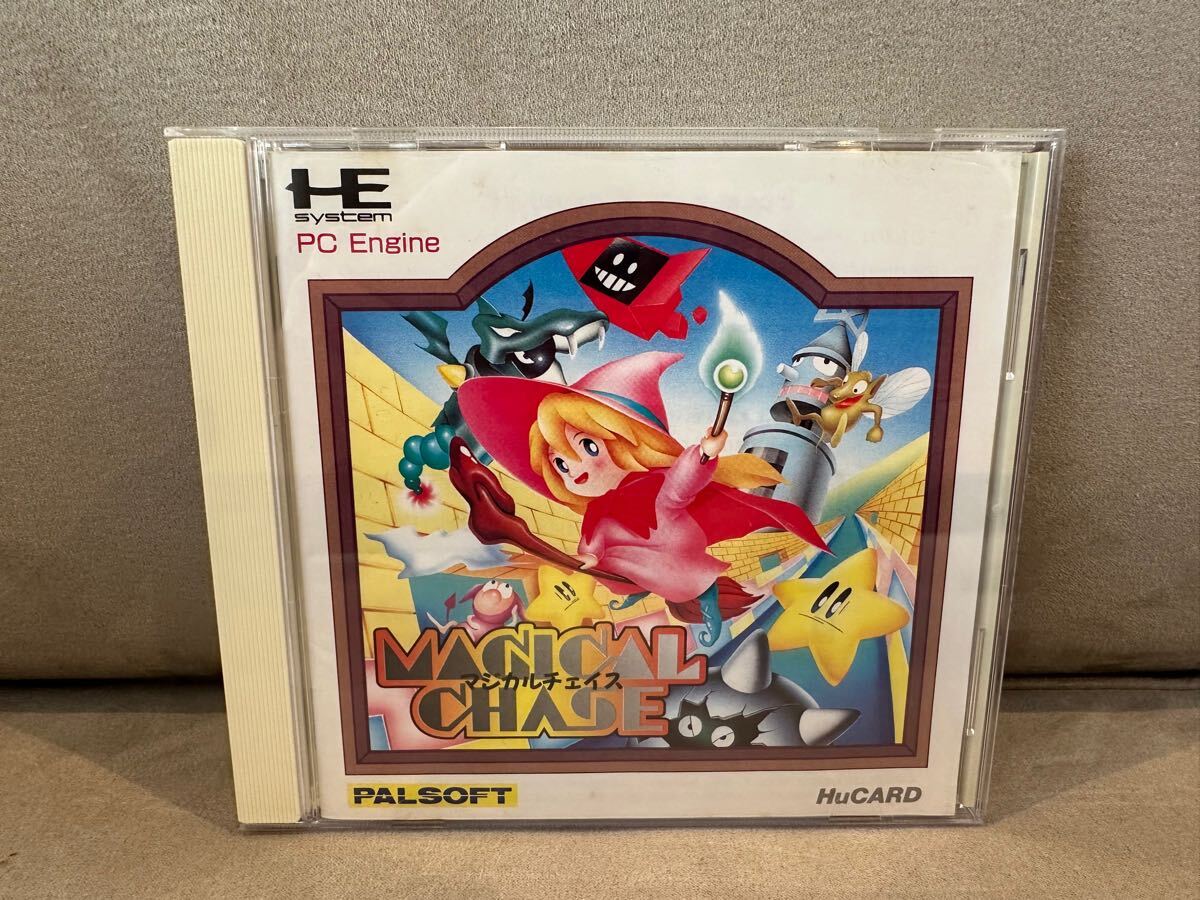 HE
system
PC Engine
MAGICAL
マジカルチェイス
CHASE
PALSOFT
HuCARD